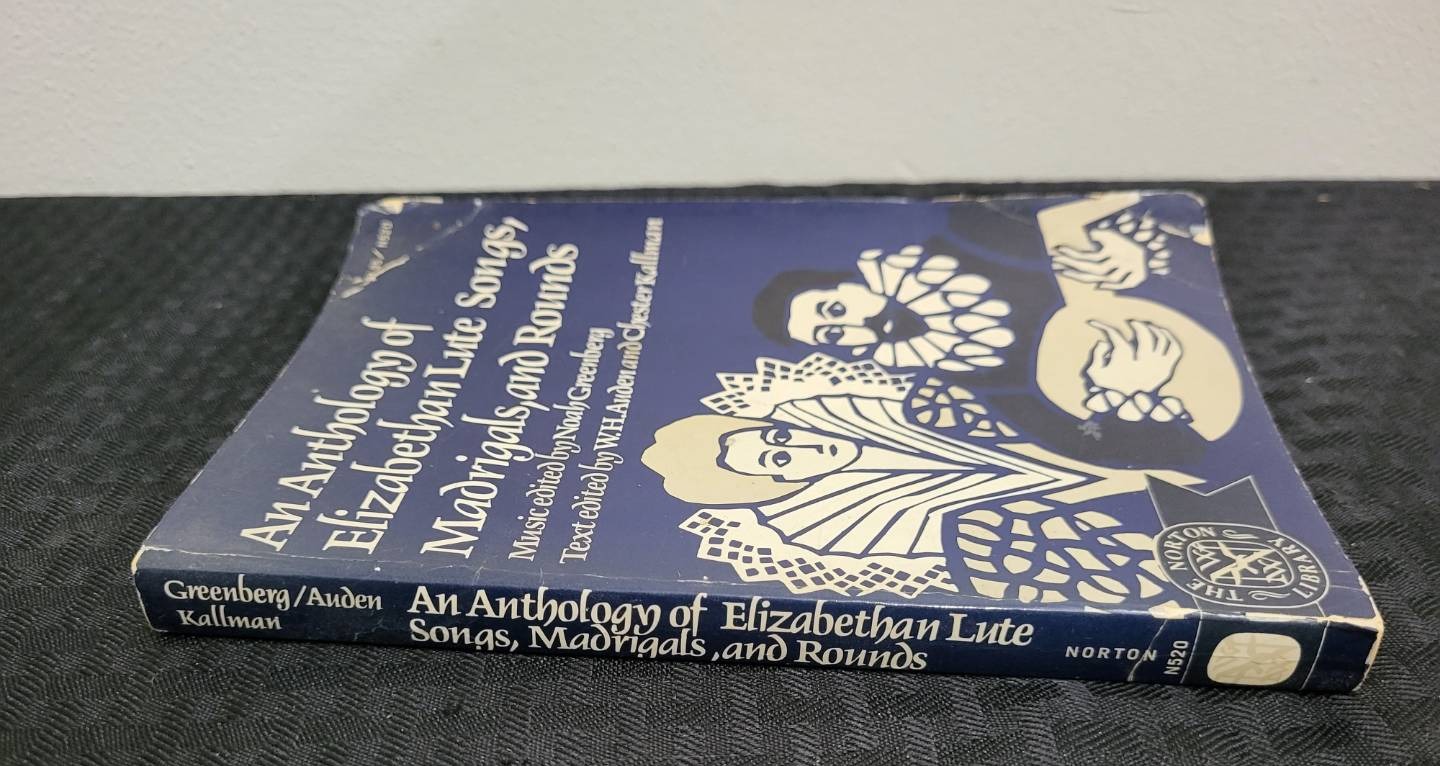 N520
An Anthology of
Elizabethan Lute Songs,
Madrigals, and Rounds
Music edited by Noah Greenberg
Text edited by W.H. Auden and Chester Kallman
THE NORTON LIBRARY
WWN
Greenberg/Auden
Kallman
An Anthology of Elizabethan Lute
Songs, Madrigals, and Rounds
NORTON
N520